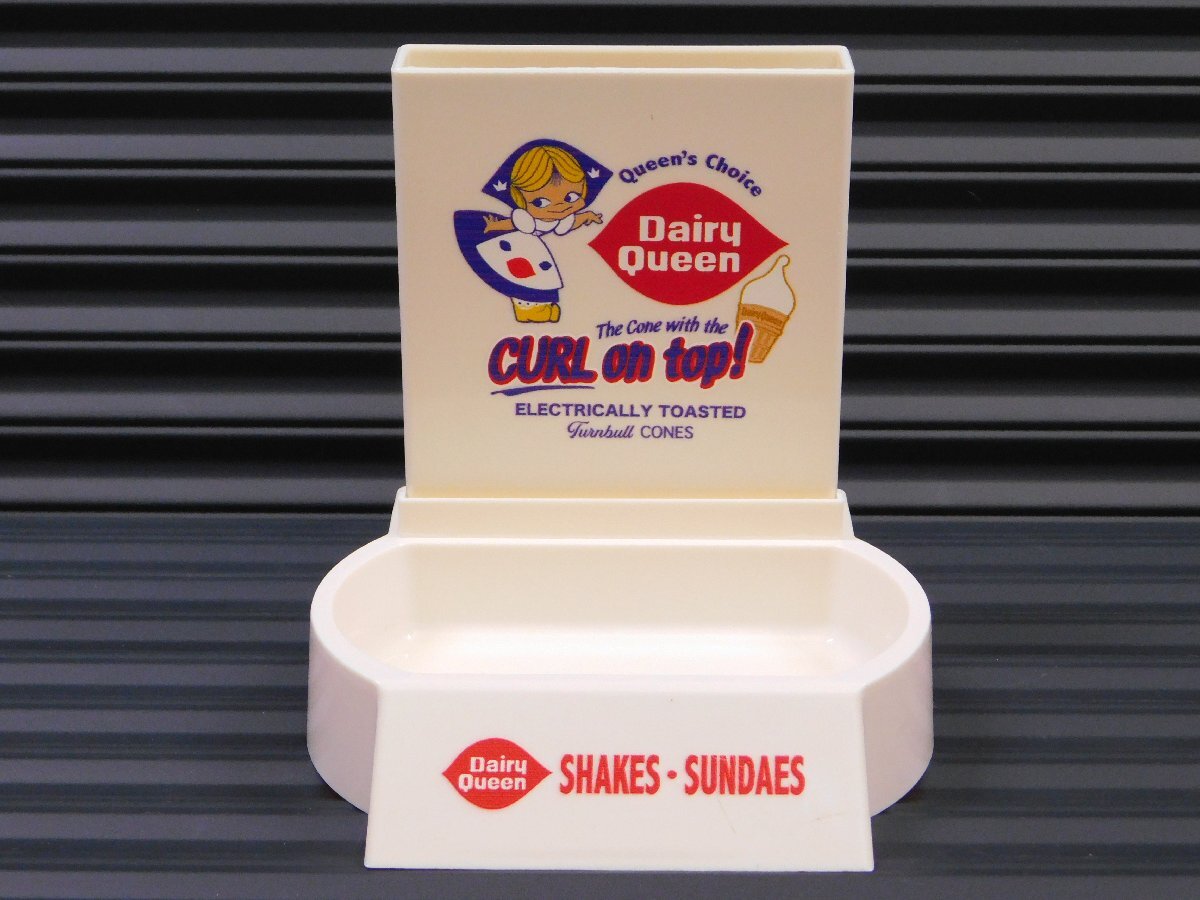 Queen's Choice
Dairy
Queen
DairyQueen
The Cone with the
CURL on top!
ELECTRICALLY TOASTED
Turnbull CONES
Dairy
Queen
SHAKES • SUNDAES